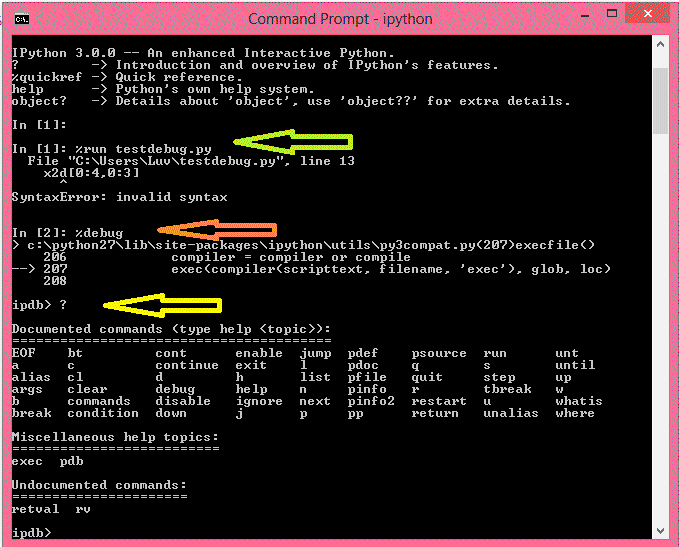 Command Prompt - ipython
IPython 3.0.0 -- An enhanced Interactive Python.
?         -> Introduction and overview of IPython's features.
%quickref -> Quick reference.
help      -> Python's own help system.
object?   -> Details about 'object', use 'object??' for extra details.
In [1]:
In [1]: %run testdebug.py
  File "C:\Users\Luv\testdebug.py", line 13
    x2d[0:4,0:3]
      ^
SyntaxError: invalid syntax
In [2]: %debug
> c:\python27\lib\site-packages\ipython\utils\py3compat.py(207)execfile()
    206             compiler = compiler or compile
--> 207             exec(compiler(scripttext, filename, 'exec'), glob, loc)
    208
ipdb> ?
Documented commands (type help <topic>):
========================================
EOF    bt         cont      enable  jump  pdef    psource  run      unt
a      c          continue  exit    l     pdoc    q        s        until
alias  cl         d         h       list  pfile   quit     step     up
args   clear      debug     help    n     pinfo   r        tbreak   w
b      commands   disable   ignore  next  pinfo2  restart  u        whatis
break  condition  down      j       p     pp      return   unalias  where
Miscellaneous help topics:
==========================
exec  pdb
Undocumented commands:
======================
retval  rv
ipdb>